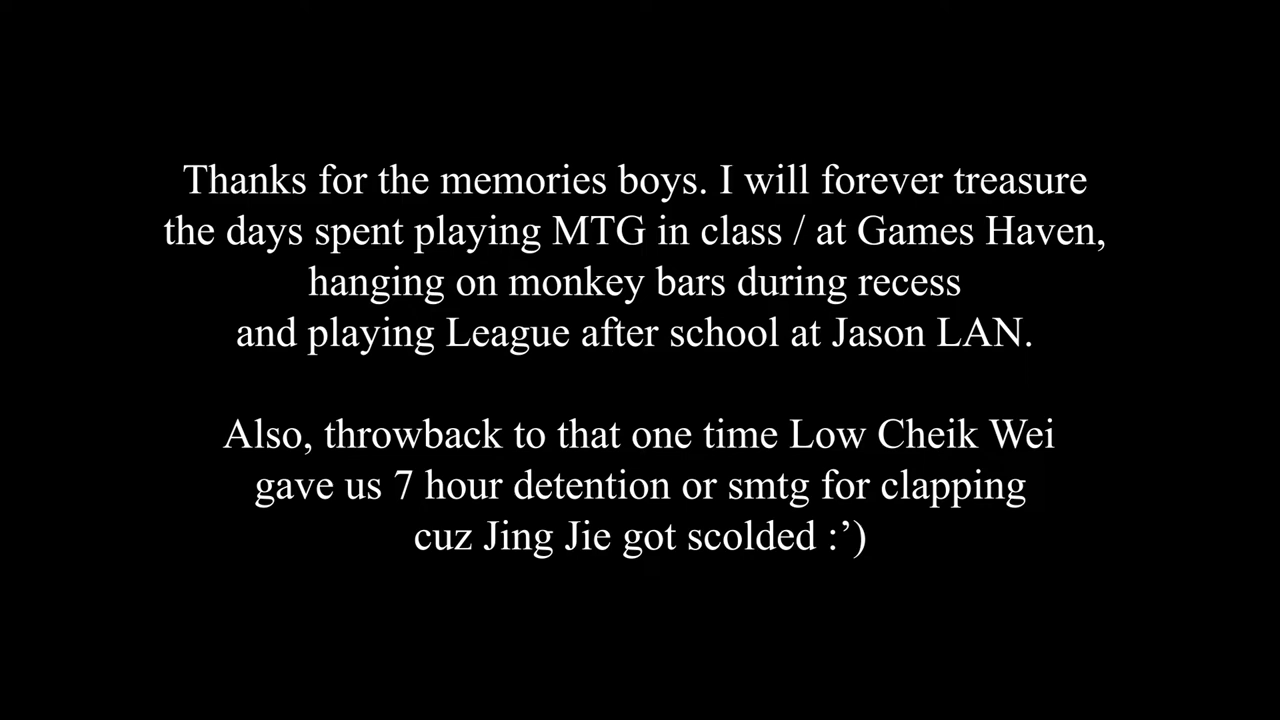 Thanks for the memories boys. I will forever treasure
the days spent playing MTG in class / at Games Haven,
hanging on monkey bars during recess
and playing League after school at Jason LAN.
Also, throwback to that one time Low Cheik Wei
gave us 7 hour detention or smtg for clapping
cuz Jing Jie got scolded :’)